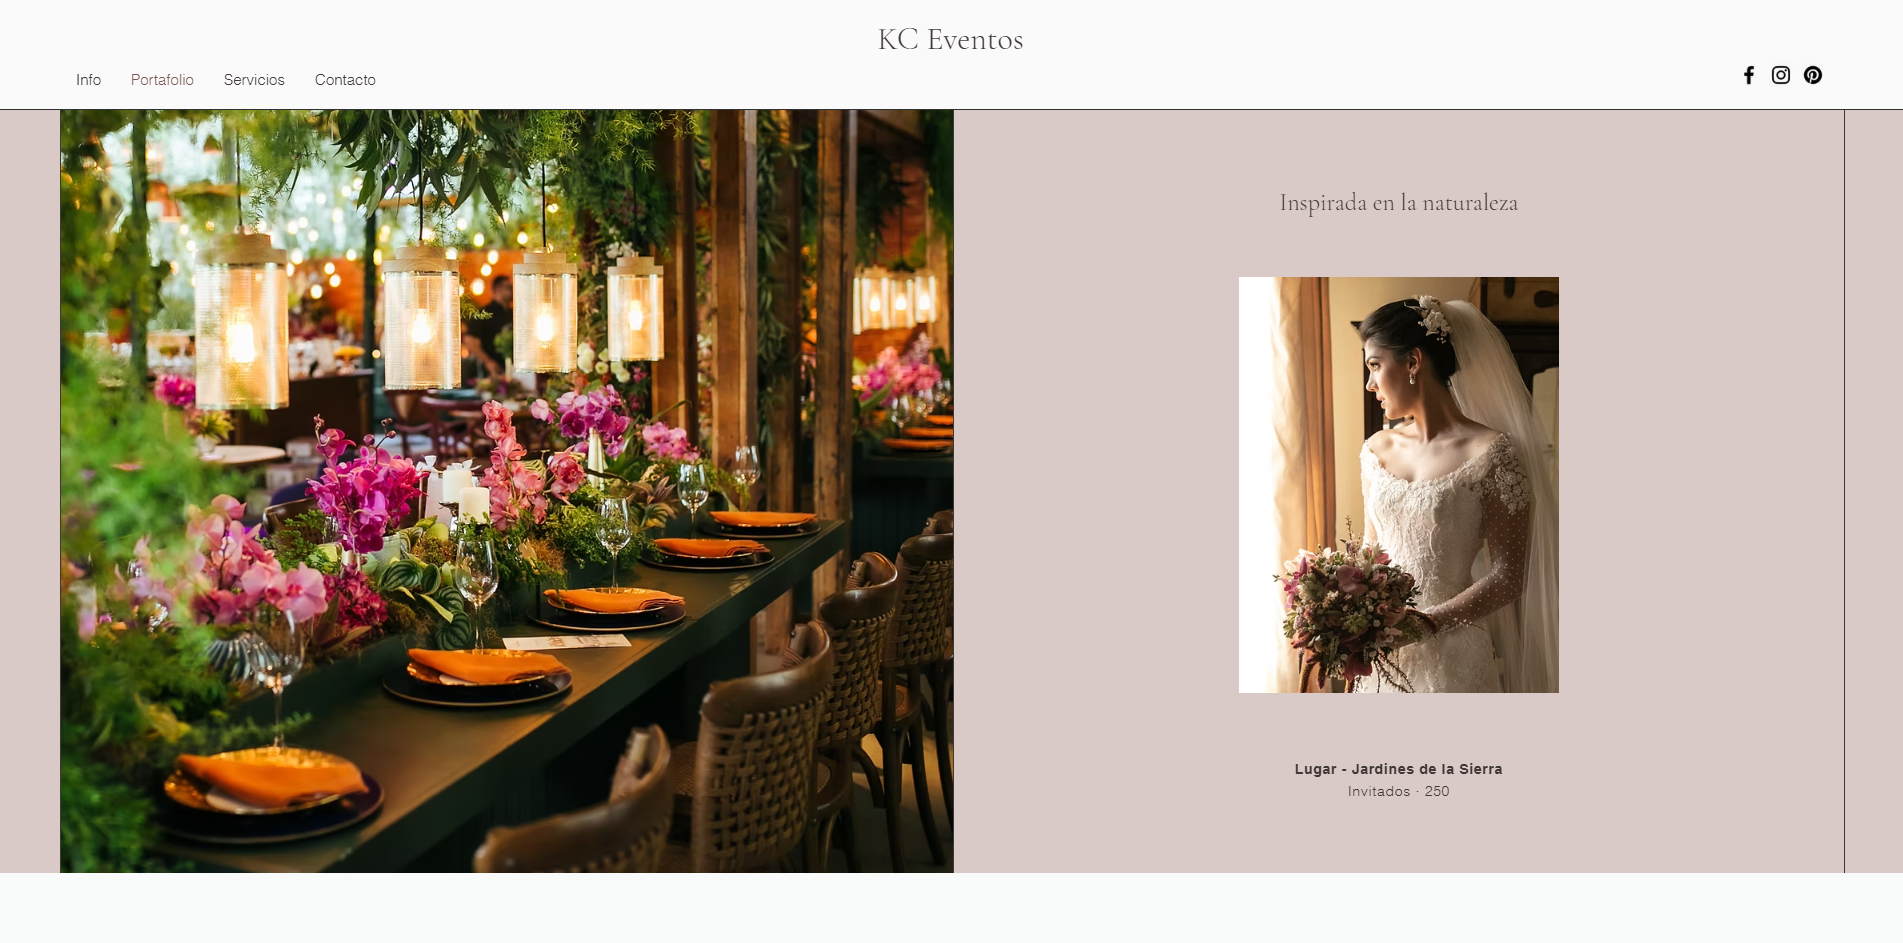 KC Eventos
Info
Portafolio
Servicios
Contacto
Inspirada en la naturaleza
Lugar - Jardines de la Sierra
Invitados · 250